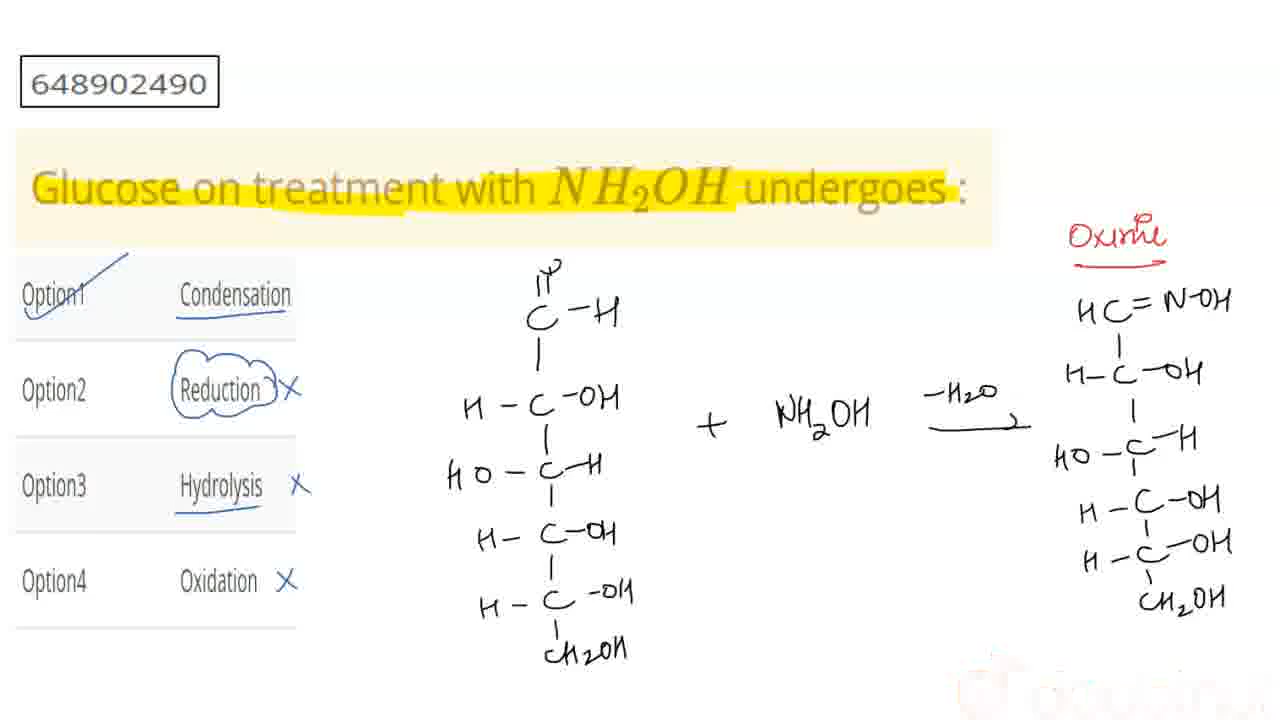 648902490
Glucose on treatment with NH₂OH undergoes :
Option1 Condensation
Option2 Reduction X
Option3 Hydrolysis X
Option4 Oxidation X
O
C-H
H-C-OH
HO-C-H
H-C-OH
H-C-OH
CH₂OH
+ NH₂OH
-H₂O
Oxime
HC=N-OH
H-C-OH
HO-C-H
H-C-OH
H-C-OH
CH₂OH